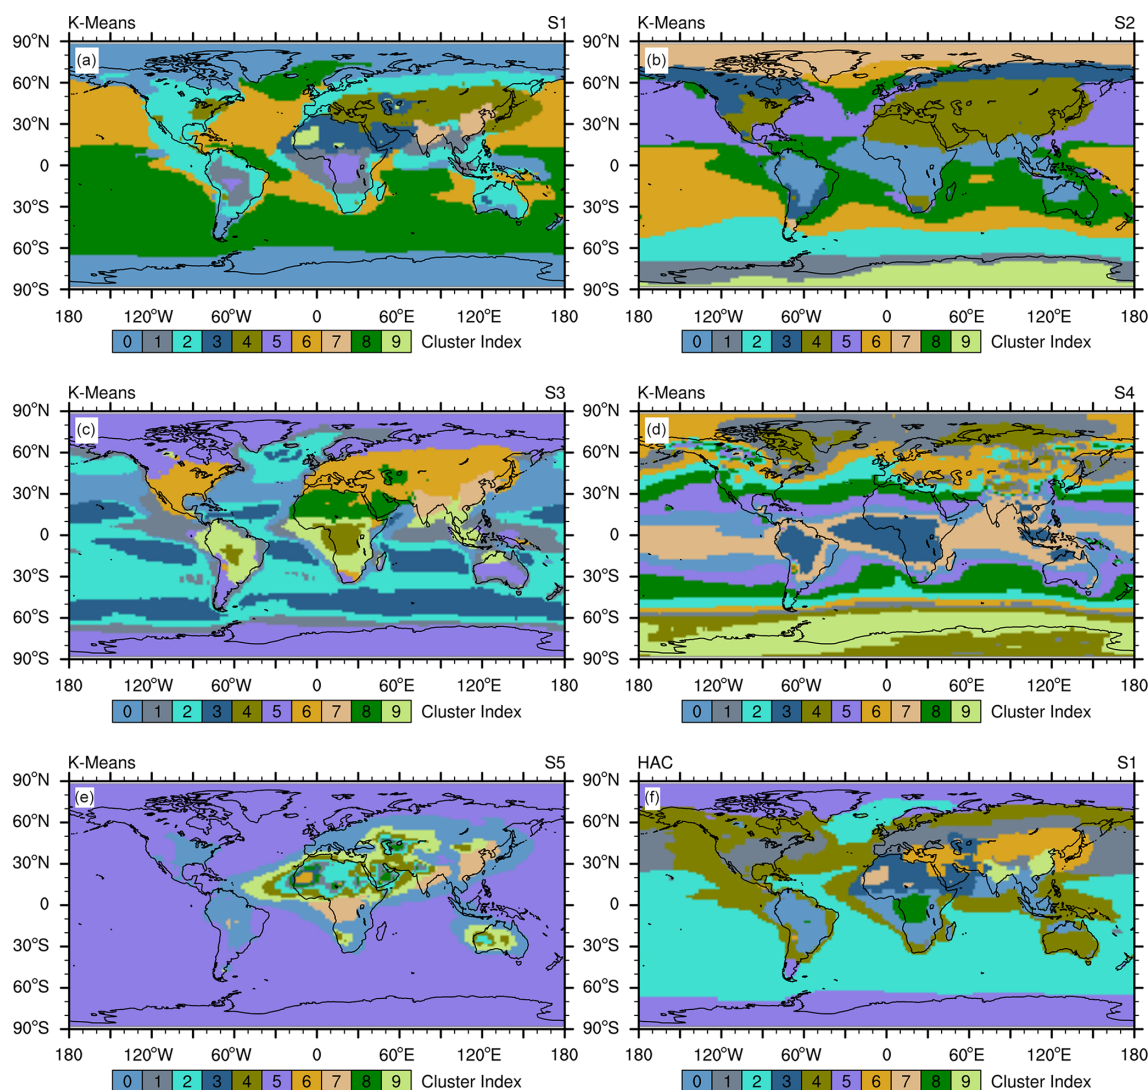 K-Means S1 K-Means S2
90°N 90°N
(a) (b)
60°N 60°N
30°N 30°N
0 0
30°S 30°S
60°S 60°S
90°S 90°S
180 120°W 60°W 0 60°E 120°E 180 180 120°W 60°W 0 60°E 120°E 180
0 1 2 3 4 5 6 7 8 9 Cluster Index 0 1 2 3 4 5 6 7 8 9 Cluster Index
K-Means S3 K-Means S4
90°N 90°N
(c) (d)
60°N 60°N
30°N 30°N
0 0
30°S 30°S
60°S 60°S
90°S 90°S
180 120°W 60°W 0 60°E 120°E 180 180 120°W 60°W 0 60°E 120°E 180
0 1 2 3 4 5 6 7 8 9 Cluster Index 0 1 2 3 4 5 6 7 8 9 Cluster Index
K-Means S5 HAC S1
90°N 90°N
(e) (f)
60°N 60°N
30°N 30°N
0 0
30°S 30°S
60°S 60°S
90°S 90°S
180 120°W 60°W 0 60°E 120°E 180 180 120°W 60°W 0 60°E 120°E 180
0 1 2 3 4 5 6 7 8 9 Cluster Index 0 1 2 3 4 5 6 7 8 9 Cluster Index